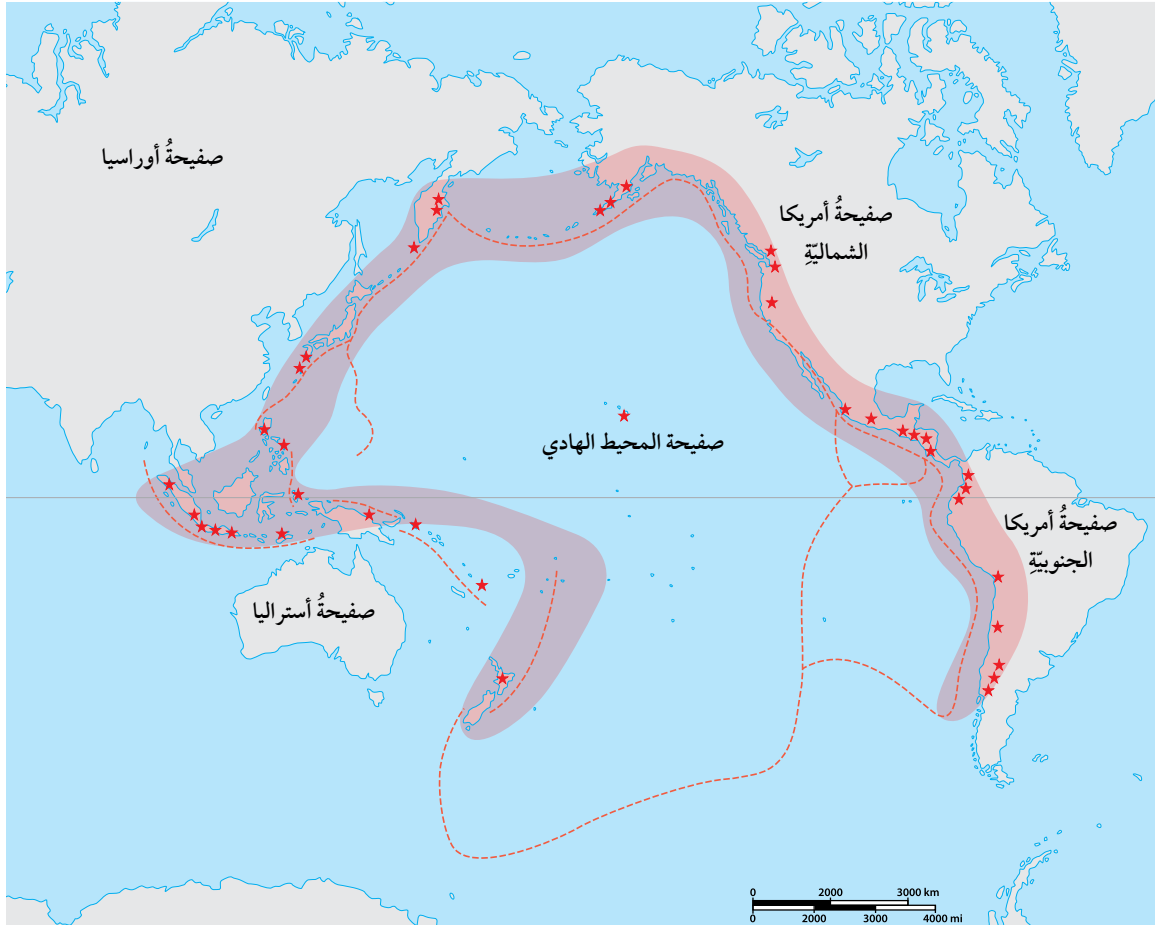 صفيحةُ أوراسيا
صفيحةُ أمريكا
الشماليّةِ
صفيحة المحيط الهادي
صفيحةُ أمريكا
الجنوبيّةِ
صفيحةُ أستراليا
0 2000 3000 km
0 2000 3000 4000 mi